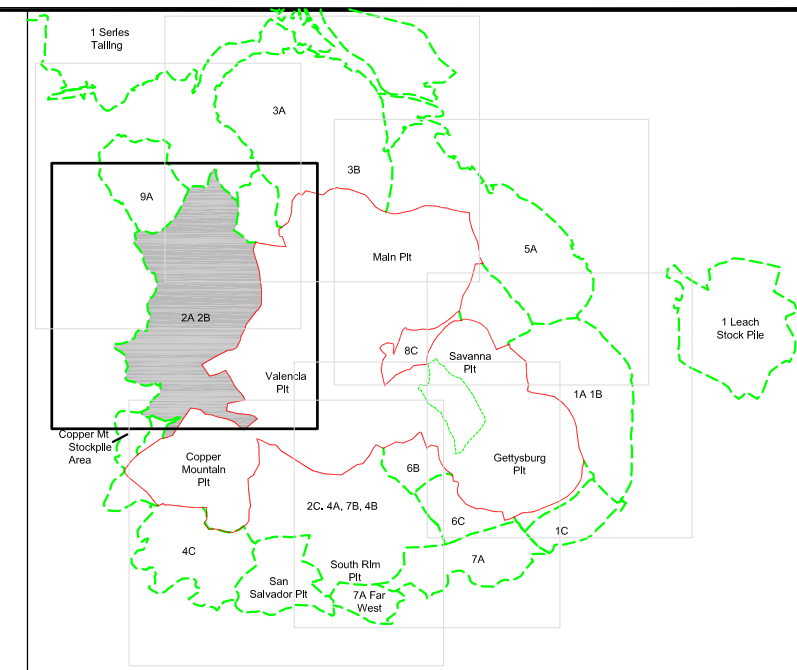 1 Series
Tailing
3A
3B
9A
5A
Main Pit
2A 2B
1 Leach
Stock Pile
8C
Savanna
Pit
Valencia
Pit
1A 1B
Copper Mt
Stockpile
Area
Copper
Mountain
Pit
Gettysburg
Pit
6B
2C. 4A, 7B, 4B
6C
1C
4C
7A
South Rim
Pit
San
Salvador Pit
7A Far
West